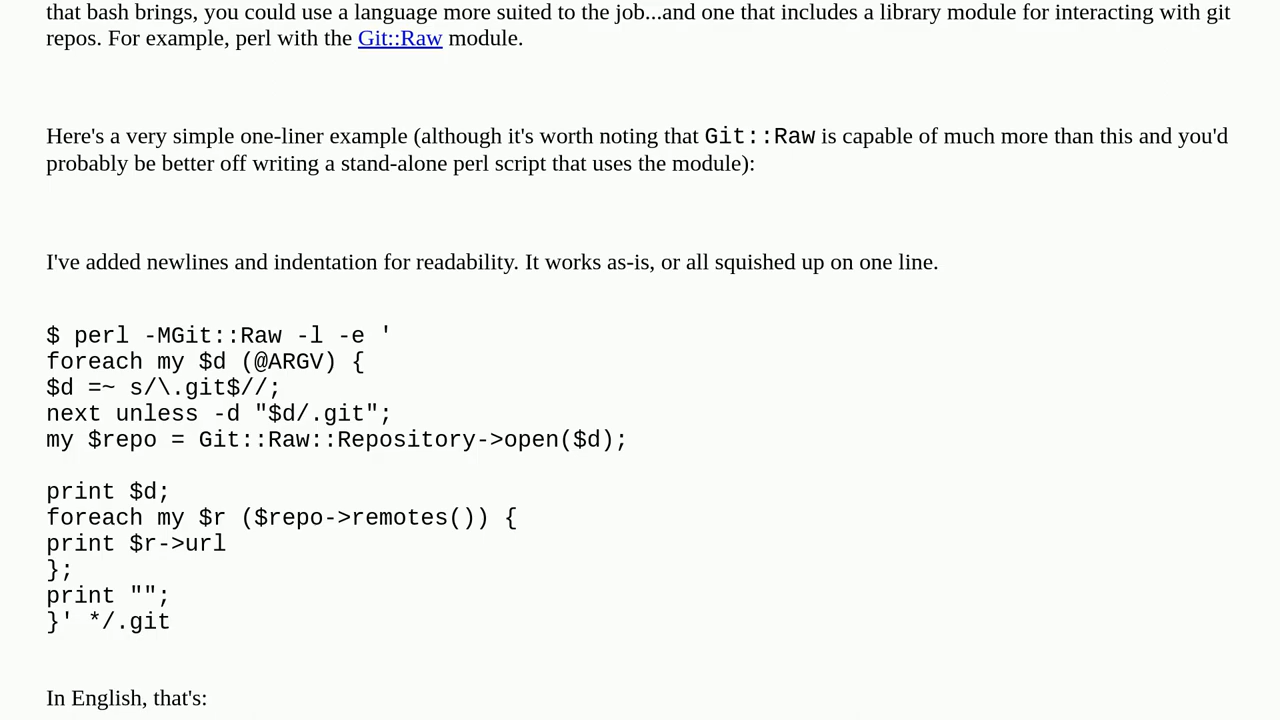 that bash brings, you could use a language more suited to the job...and one that includes a library module for interacting with git
repos. For example, perl with the Git::Raw module.
Here's a very simple one-liner example (although it's worth noting that Git::Raw is capable of much more than this and you'd
probably be better off writing a stand-alone perl script that uses the module):
I've added newlines and indentation for readability. It works as-is, or all squished up on one line.
$ perl -MGit::Raw -l -e '
foreach my $d (@ARGV) {
$d =~ s/\.git$//;
next unless -d "$d/.git";
my $repo = Git::Raw::Repository->open($d);
print $d;
foreach my $r ($repo->remotes()) {
print $r->url
};
print "";
}' */.git
In English, that's: